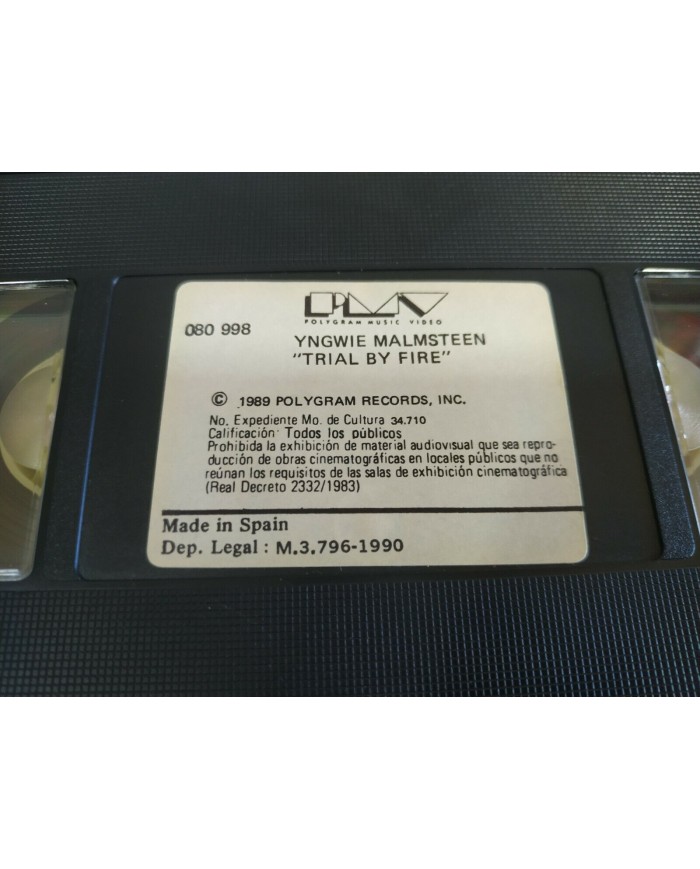 PMV
POLYGRAM MUSIC VIDEO
080 998
YNGWIE MALMSTEEN
"TRIAL BY FIRE"
© 1989 POLYGRAM RECORDS, INC.
No. Expediente Mo. de Cultura 34.710
Calificación: Todos los públicos
Prohibida la exhibición de material audiovisual que sea repro-
ducción de obras cinematográficas en locales públicos que no
reúnan los requisitos de las salas de exhibición cinematográfica
(Real Decreto 2332/1983)
Made in Spain
Dep. Legal : M.3.796-1990